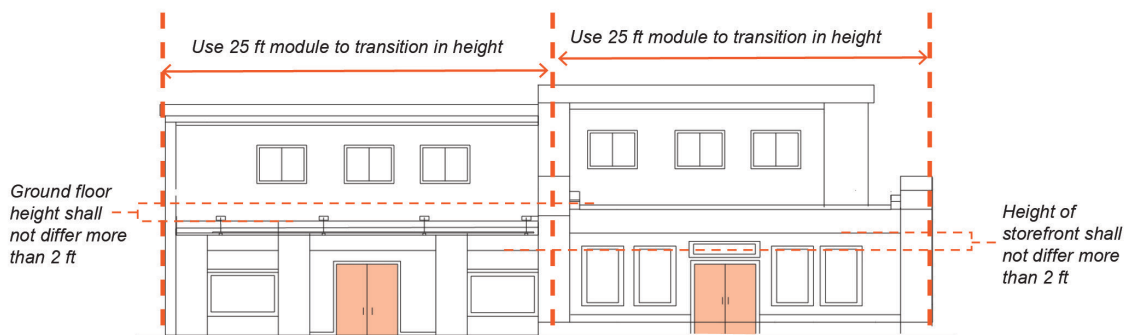 Use 25 ft module to transition in height
Use 25 ft module to transition in height
Ground floor
height shall
not differ more
than 2 ft
Height of
storefront shall
not differ more
than 2 ft